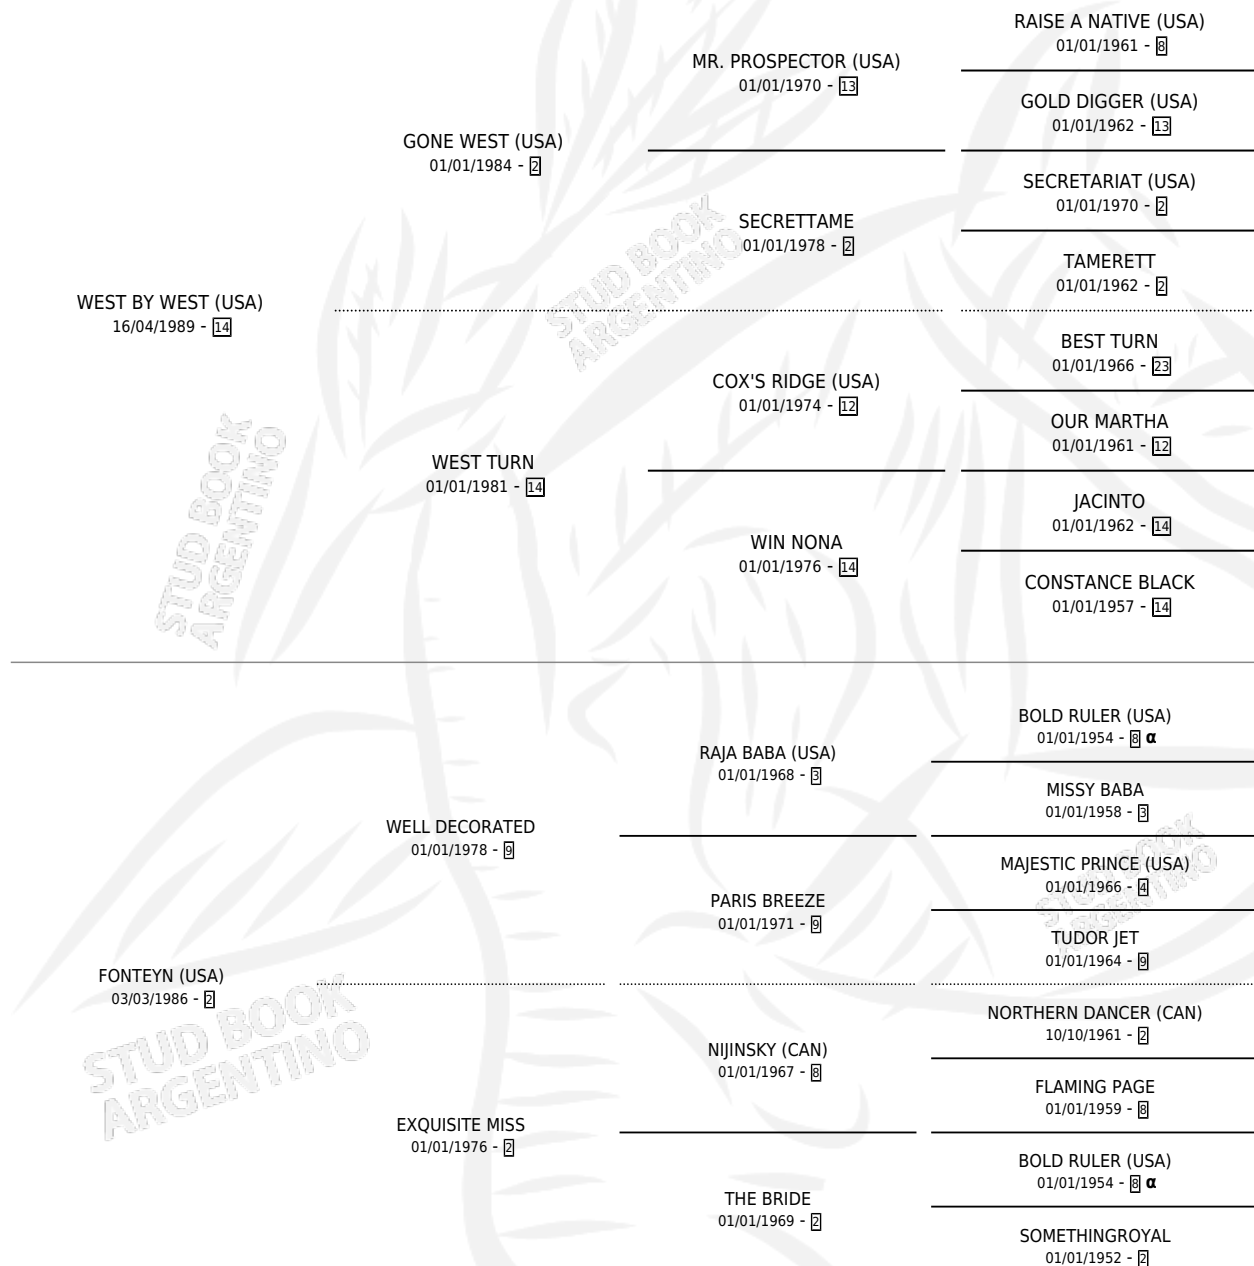 RAISE A NATIVE (USA)
01/01/1961 - 8
MR. PROSPECTOR (USA)
01/01/1970 - 13
GOLD DIGGER (USA)
01/01/1962 - 13
GONE WEST (USA)
01/01/1984 - 2
SECRETARIAT (USA)
01/01/1970 - 2
SECRETTAME
01/01/1978 - 2
TAMERETT
01/01/1962 - 2
WEST BY WEST (USA)
16/04/1989 - 14
BEST TURN
01/01/1966 - 23
COX'S RIDGE (USA)
01/01/1974 - 12
OUR MARTHA
01/01/1961 - 12
WEST TURN
01/01/1981 - 14
JACINTO
01/01/1962 - 14
WIN NONA
01/01/1976 - 14
CONSTANCE BLACK
01/01/1957 - 14
BOLD RULER (USA)
01/01/1954 - 8 α
RAJA BABA (USA)
01/01/1968 - 3
MISSY BABA
01/01/1958 - 3
WELL DECORATED
01/01/1978 - 9
MAJESTIC PRINCE (USA)
01/01/1966 - 4
PARIS BREEZE
01/01/1971 - 9
TUDOR JET
01/01/1964 - 9
FONTEYN (USA)
03/03/1986 - 2
NORTHERN DANCER (CAN)
10/10/1961 - 2
NIJINSKY (CAN)
01/01/1967 - 8
FLAMING PAGE
01/01/1959 - 8
EXQUISITE MISS
01/01/1976 - 2
BOLD RULER (USA)
01/01/1954 - 8 α
THE BRIDE
01/01/1969 - 2
SOMETHINGROYAL
01/01/1952 - 2
STUD BOOK
ARGENTINO
STUD BOOK
ARGENTINO
STUD BOOK
ARGENTINO
STUD BOOK
ARGENTINO